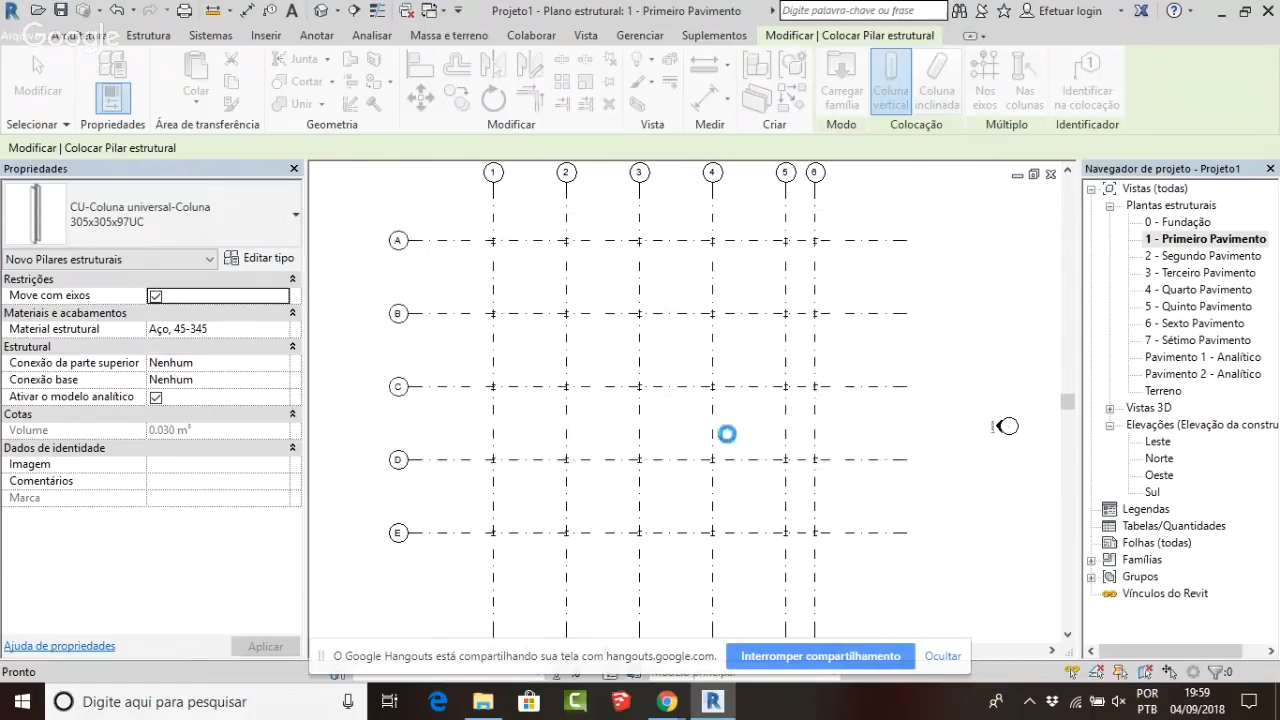 Projeto1 - Plano estrutural: 1 - Primeiro Pavimento
Digite palavra-chave ou frase
Efetuar login
Google
Estrutura Sistemas Inserir Anotar Analisar Massa e terreno Colaborar Vista Gerenciar Suplementos Modificar | Colocar Pilar estrutural
Modificar
Colar
Junta
Cortar
Unir
Carregar família
Coluna vertical
Coluna inclinada
Nos eixos
Nas colunas
Identificar na colocação
Selecionar Propriedades Área de transferência Geometria Modificar Vista Medir Criar Modo Colocação Múltiplo Identificador
Modificar | Colocar Pilar estrutural
Propriedades
CU-Coluna universal-Coluna
305x305x97UC
Novo Pilares estruturais
Editar tipo
Restrições
Move com eixos
Materiais e acabamentos
Material estrutural Aço, 45-345
Estrutural
Conexão da parte superior Nenhum
Conexão base Nenhum
Ativar o modelo analítico
Cotas
Volume 0.030 m³
Dados de identidade
Imagem
Comentários
Marca
Ajuda de propriedades
Aplicar
1 2 3 4 5 6
A
B
C
D
E
Navegador de projeto - Projeto1
Vistas (todas)
Plantas estruturais
0 - Fundação
1 - Primeiro Pavimento
2 - Segundo Pavimento
3 - Terceiro Pavimento
4 - Quarto Pavimento
5 - Quinto Pavimento
6 - Sexto Pavimento
7 - Sétimo Pavimento
Pavimento 1 - Analítico
Pavimento 2 - Analítico
Terreno
Vistas 3D
Elevações (Elevação da constru
Leste
Norte
Oeste
Sul
Legendas
Tabelas/Quantidades
Folhas (todas)
Famílias
Grupos
Vínculos do Revit
O Google Hangouts está compartilhando sua tela com hangouts.google.com.
Interromper compartilhamento
Ocultar
Pronto
:0
Digite aqui para pesquisar
POR
PTB
19:59
04/09/2018